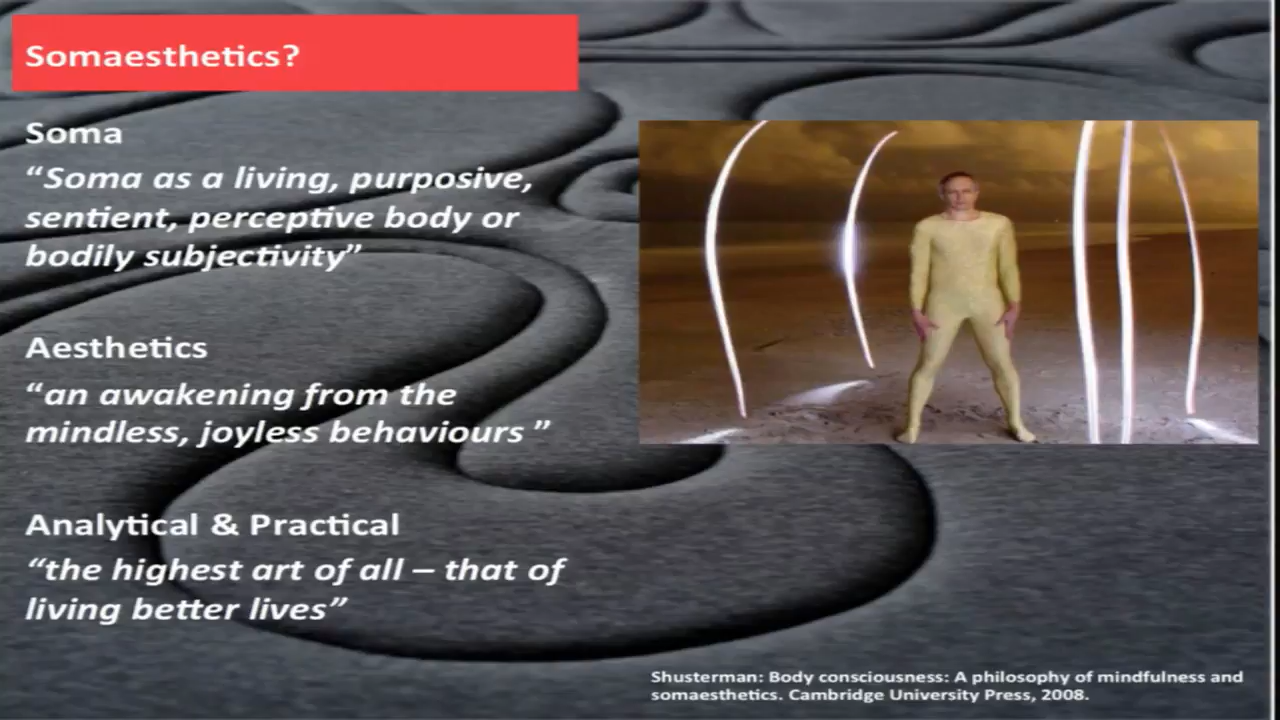 Somaesthetics?
Soma
“Soma as a living, purposive,
sentient, perceptive body or
bodily subjectivity”
Aesthetics
“an awakening from the
mindless, joyless behaviours ”
Analytical & Practical
“the highest art of all – that of
living better lives”
Shusterman: Body consciousness: A philosophy of mindfulness and
somaesthetics. Cambridge University Press, 2008.